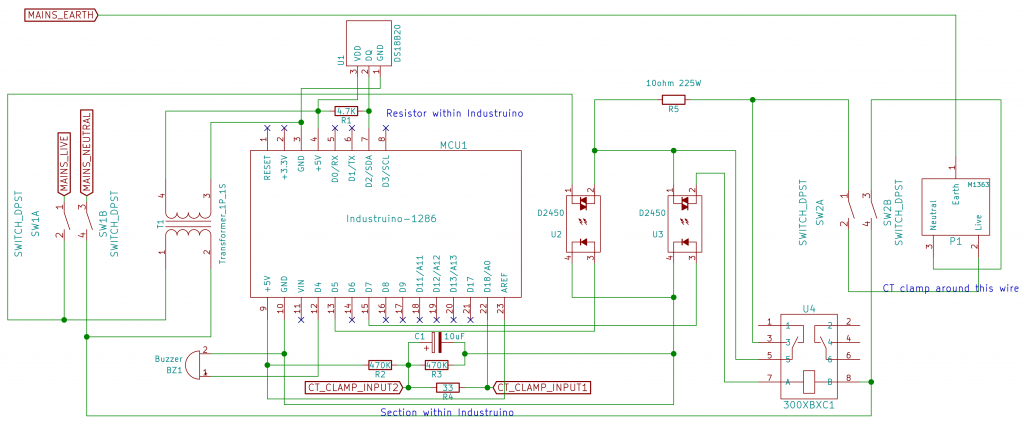 MAINS_EARTH
U1
VDD
DQ
GND
DS18B20
3
2
1
10ohm 225W
R5
4.7K
R1
Resistor within Industruino
MCU1
1
2
3
4
5
6
7
8
RESET
+3.3V
GND
+5V
D0/RX
D1/TX
D2/SDA
D3/SCL
Industruino-1286
+5V
GND
VIN
D4
D5
D6
D7
D8
D9
D11/A11
D12/A12
D13/A13
D17
D18/A0
AREF
9
10
11
12
13
14
15
16
17
18
19
20
21
22
23
MAINS_LIVE
MAINS_NEUTRAL
SWITCH_DPST
SW1A
1
2
3
4
SW1B
SWITCH_DPST
4
3
T1
1
2
Transformer_1P_1S
1
2
D2450
U2
4
3
1
2
D2450
U3
4
3
SWITCH_DPST
SW2A
1
2
3
4
SW2B
SWITCH_DPST
1
M1363
Earth
Neutral
Live
3
P1
2
CT clamp around this wire
U4
1
1
2
2
3
3
4
4
5
5
6
6
7
A
B
8
300XBXC1
Buzzer
BZ1
2
1
C1
+
10uF
470K
R2
470K
R3
CT_CLAMP_INPUT2
33
R4
CT_CLAMP_INPUT1
Section within Industruino